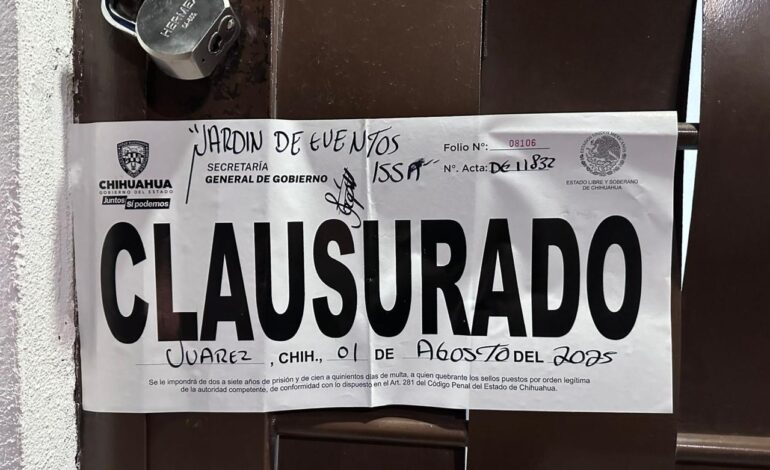 HERMEX
"JARDIN DE EVENTOS
ISSA"
CHIHUAHUA
GOBIERNO DEL ESTADO
Juntos Sí podemos
SECRETARÍA
GENERAL DE GOBIERNO
Folio N°: 08106
N°. Acta: DG 11832
ESTADO LIBRE Y SOBERANO
DE CHIHUAHUA
CLAUSURADO
JUAREZ, CHIH., 01 DE AGOSTO DEL 2025
Se le impondrá de dos a siete años de prisión y de cien a quinientos días de multa, a quien quebrante los sellos puestos por orden legítima
de la autoridad competente, de conformidad con lo dispuesto en el Art. 281 del Código Penal del Estado de Chihuahua.